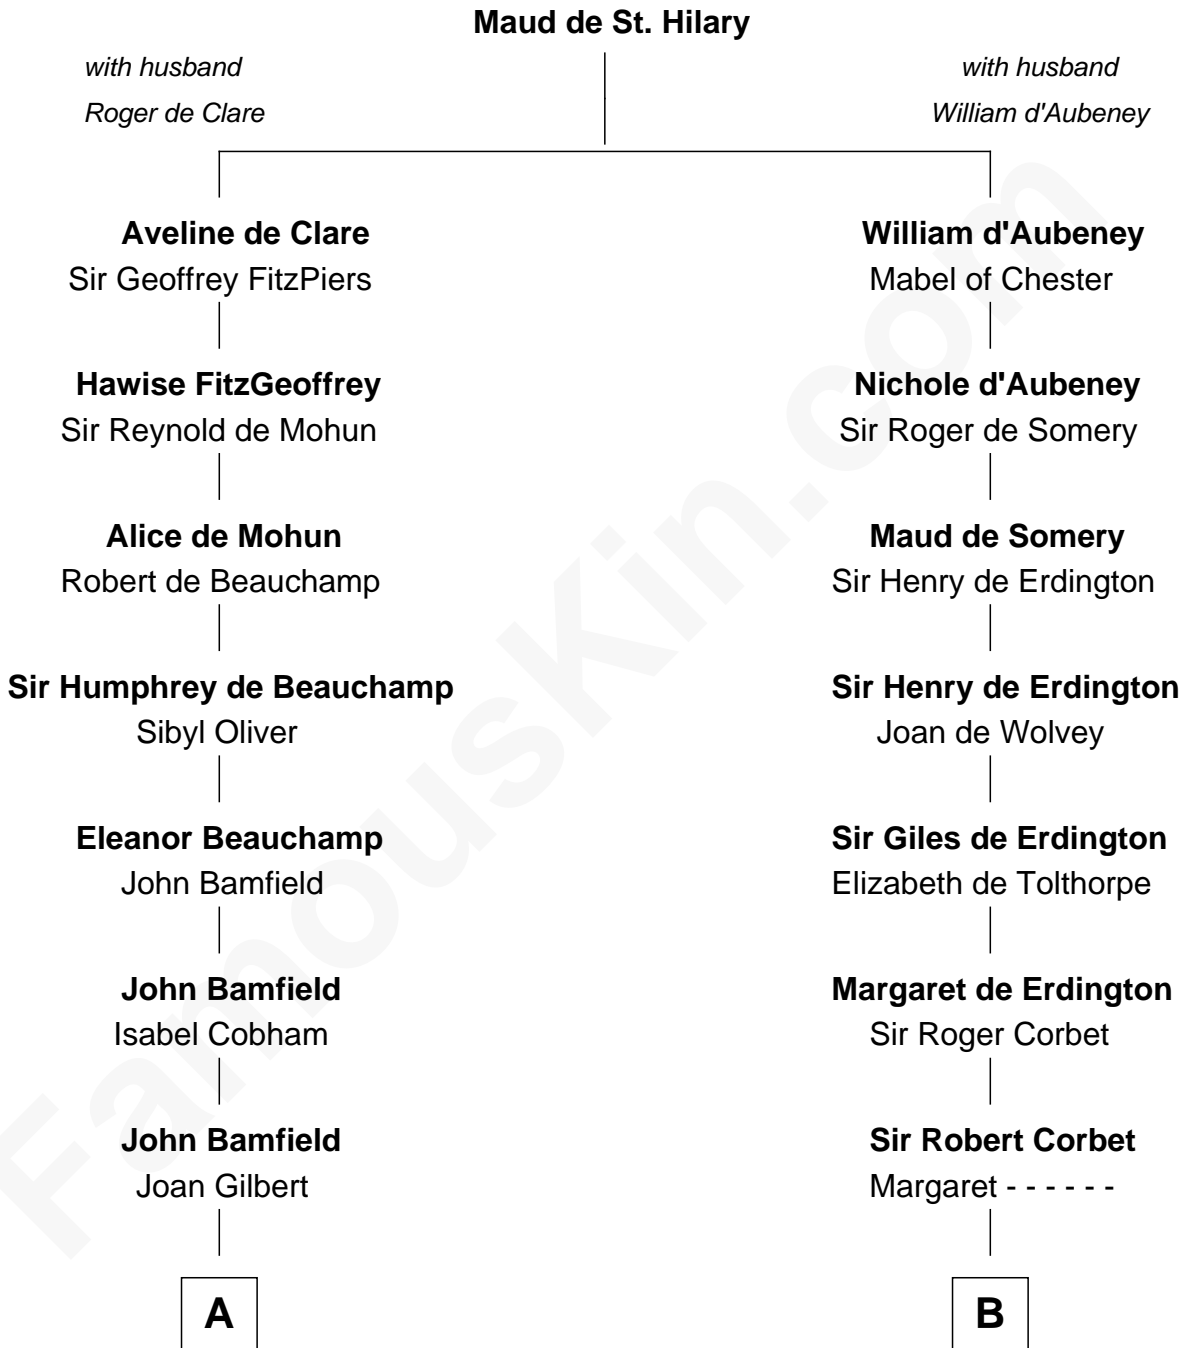 Maud de St. Hilary
with husband
Roger de Clare
with husband
William d'Aubeney
Aveline de Clare
Sir Geoffrey FitzPiers
William d'Aubeney
Mabel of Chester
Hawise FitzGeoffrey
Sir Reynold de Mohun
Nichole d'Aubeney
Sir Roger de Somery
Alice de Mohun
Robert de Beauchamp
Maud de Somery
Sir Henry de Erdington
Sir Humphrey de Beauchamp
Sibyl Oliver
Sir Henry de Erdington
Joan de Wolvey
Eleanor Beauchamp
John Bamfield
Sir Giles de Erdington
Elizabeth de Tolthorpe
John Bamfield
Isabel Cobham
Margaret de Erdington
Sir Roger Corbet
John Bamfield
Joan Gilbert
Sir Robert Corbet
Margaret - - - - - -
A
B
FamousKin.com